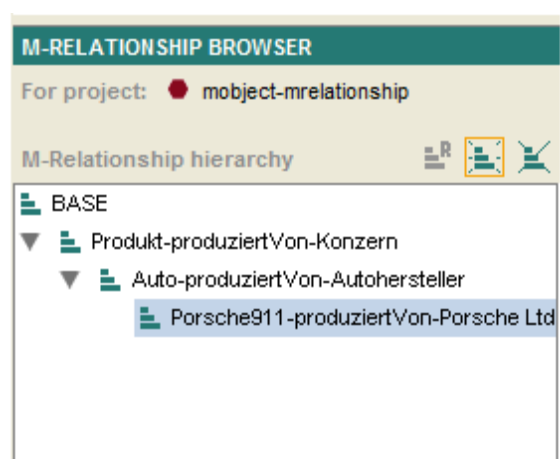 M-RELATIONSHIP BROWSER
For project: mobject-mrelationship
M-Relationship hierarchy R
BASE
Produkt-produziertVon-Konzern
Auto-produziertVon-Autohersteller
Porsche911-produziertVon-Porsche Ltd